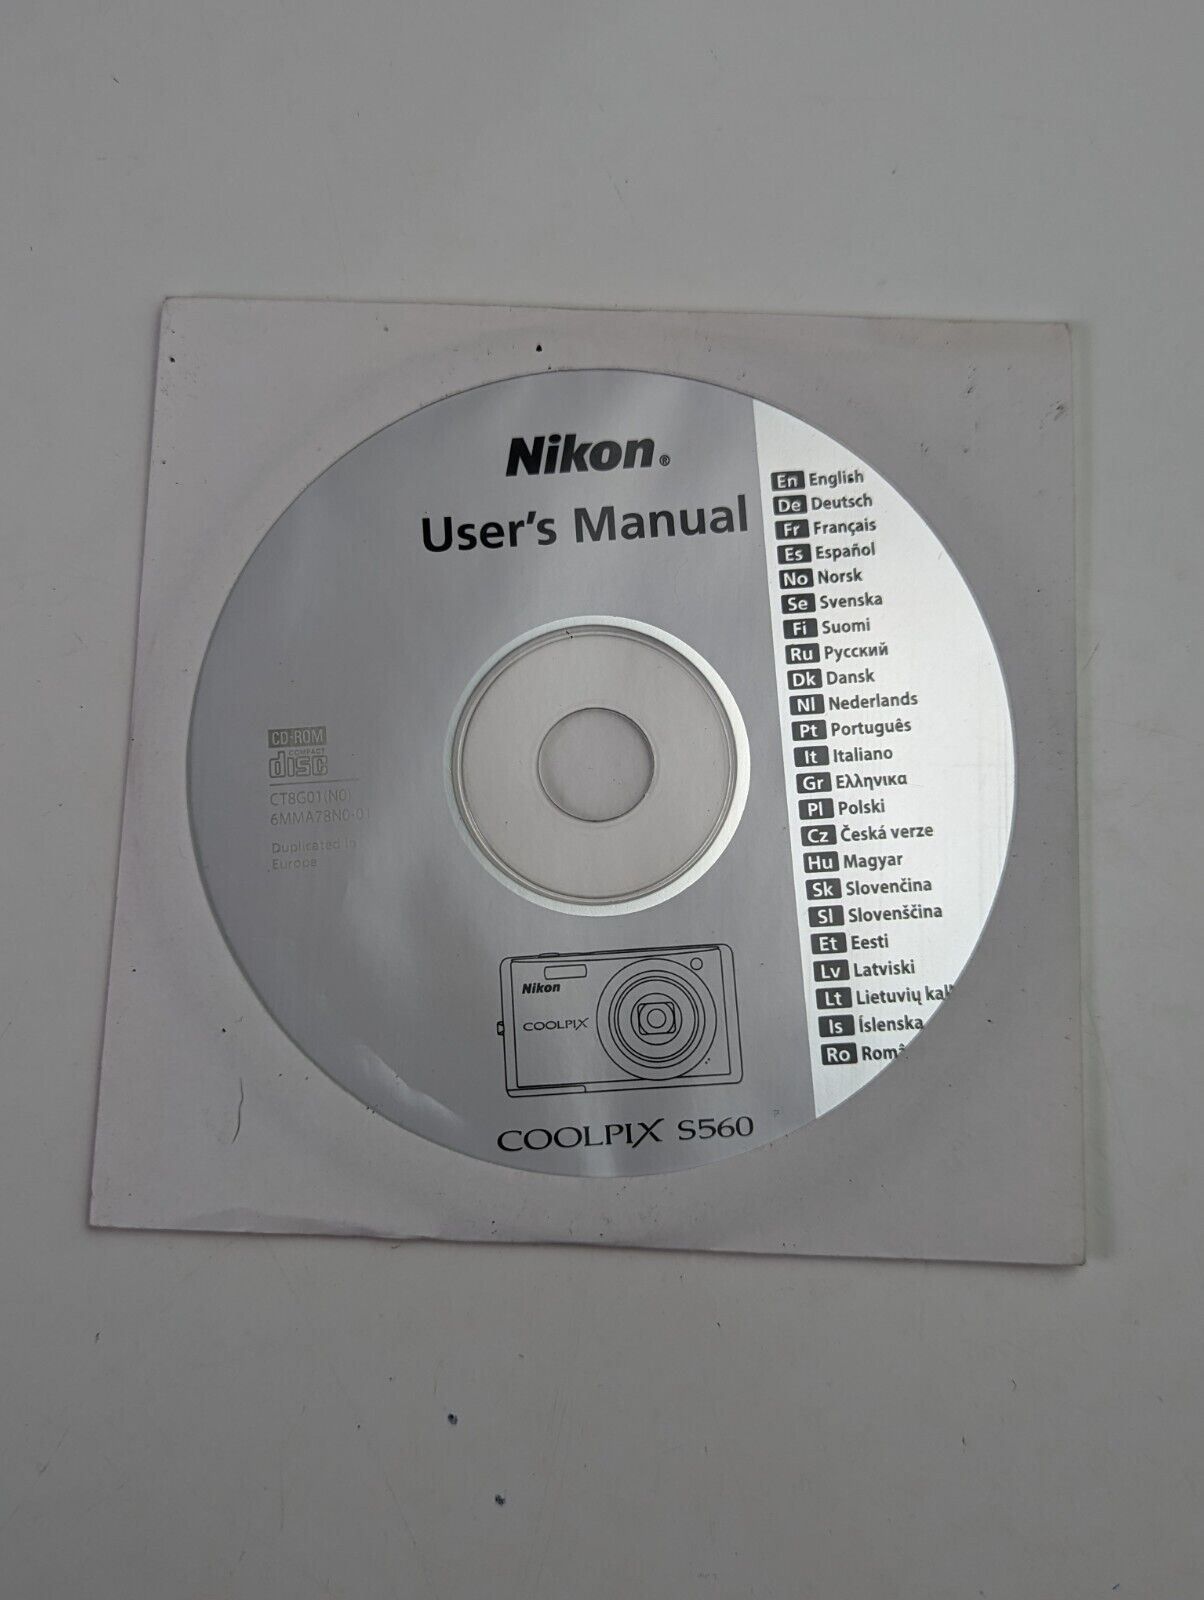 Nikon®
User's Manual
En English
De Deutsch
Fr Français
Es Español
No Norsk
Se Svenska
Fi Suomi
Ru Русский
Dk Dansk
Nl Nederlands
Pt Português
It Italiano
Gr Ελληνικα
Pl Polski
Cz Česká verze
Hu Magyar
Sk Slovenčina
Sl Slovenščina
Et Eesti
Lv Latviski
Lt Lietuvių
Is Íslenska
Ro
CD-ROM
COMPACT
disc
CT8G01(N0)
6MMA78N0-01
Duplicated in
Europe
Nikon
COOLPIX
COOLPIX S560